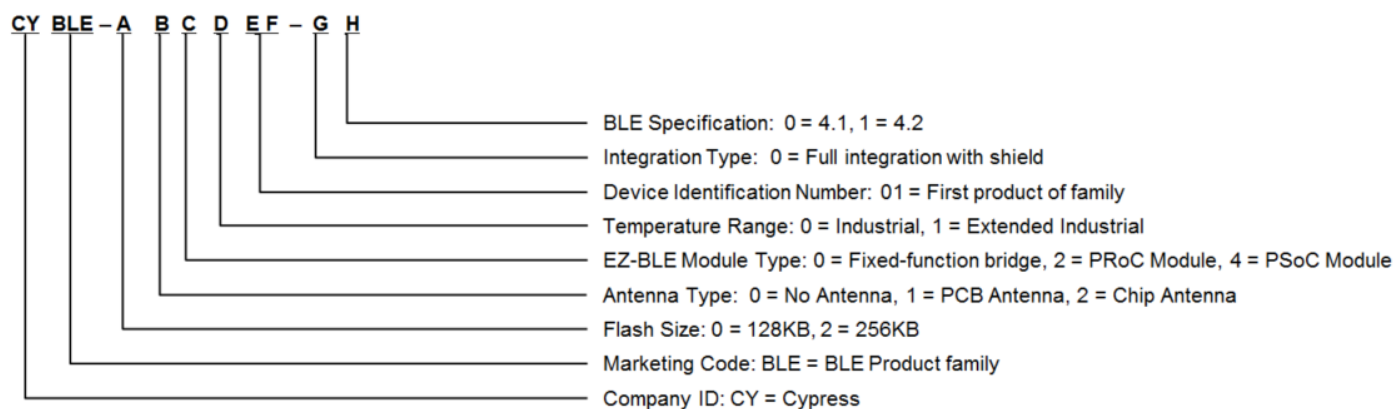 CY BLE – A B C D E F – G H
BLE Specification: 0 = 4.1, 1 = 4.2
Integration Type: 0 = Full integration with shield
Device Identification Number: 01 = First product of family
Temperature Range: 0 = Industrial, 1 = Extended Industrial
EZ-BLE Module Type: 0 = Fixed-function bridge, 2 = PRoC Module, 4 = PSoC Module
Antenna Type: 0 = No Antenna, 1 = PCB Antenna, 2 = Chip Antenna
Flash Size: 0 = 128KB, 2 = 256KB
Marketing Code: BLE = BLE Product family
Company ID: CY = Cypress